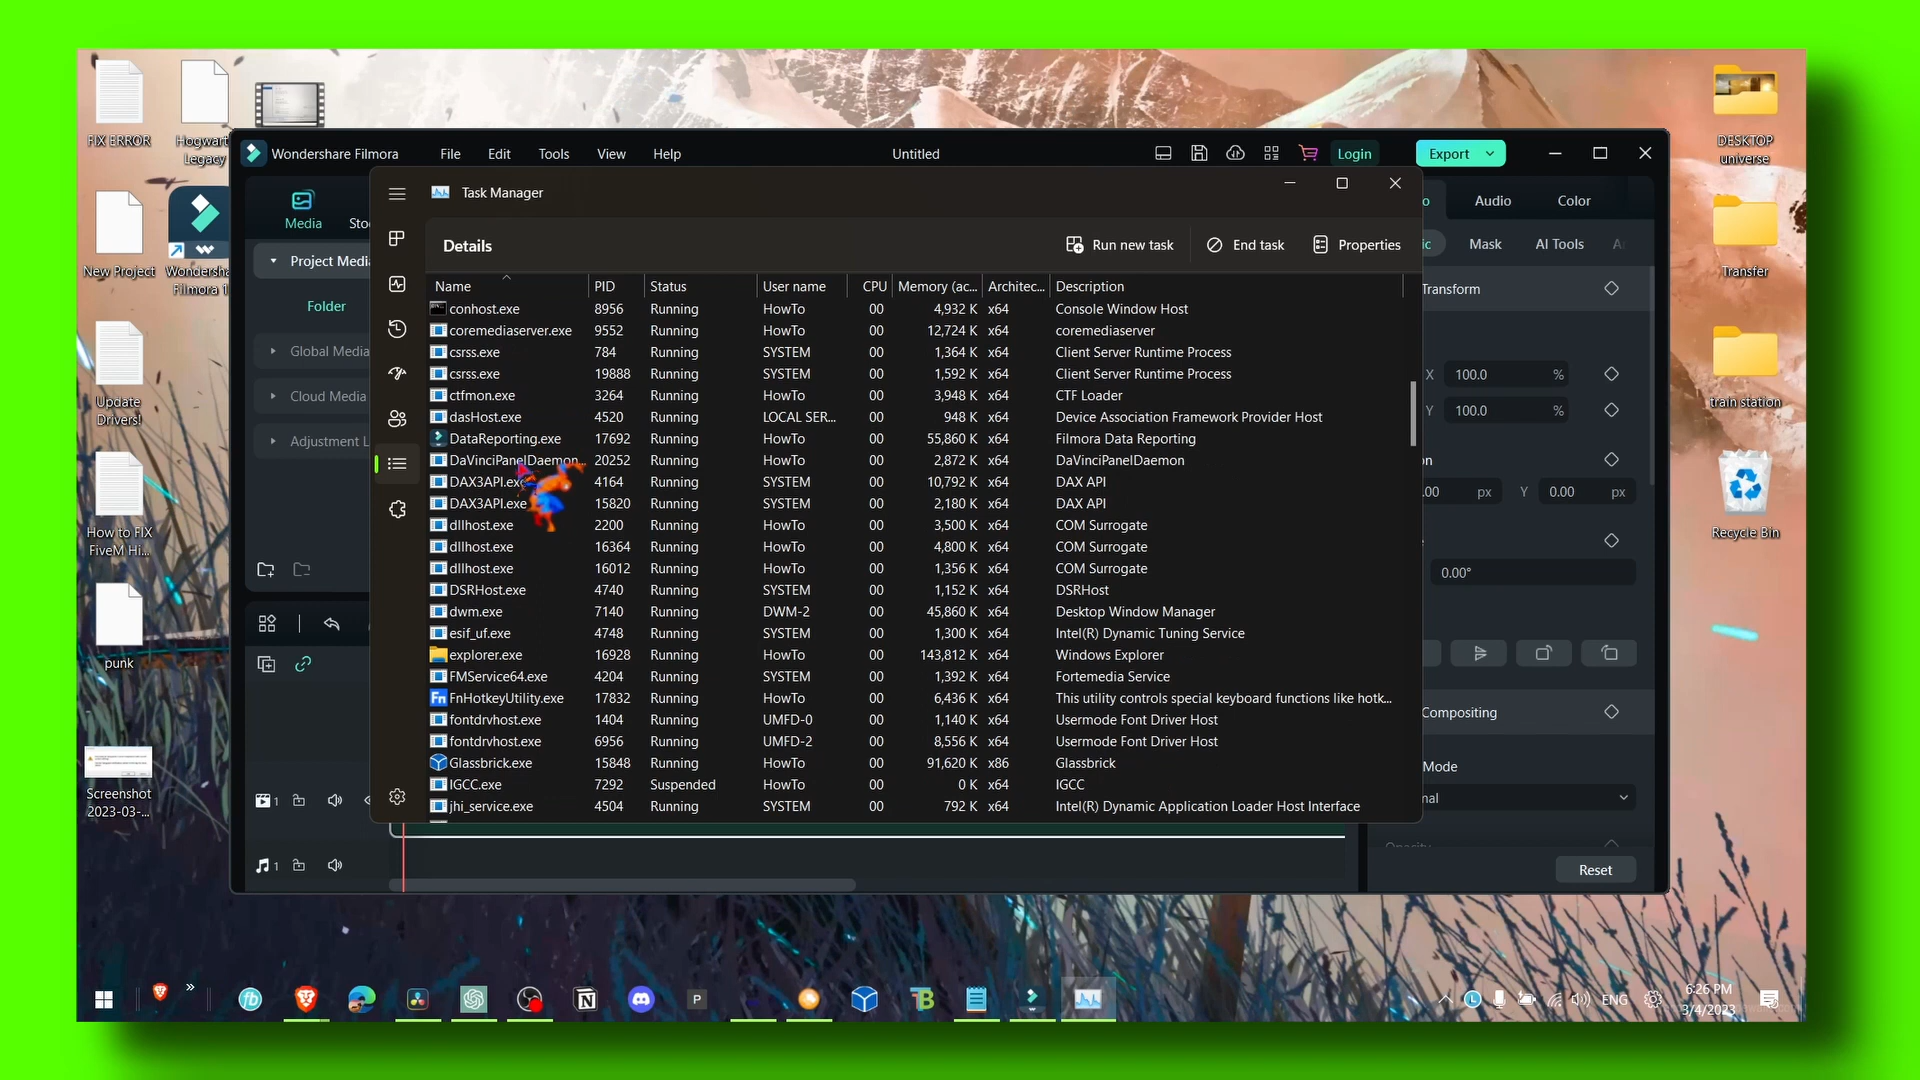 FIX ERROR
Hogwart
Legacy
New Project
Wondersha
Filmora 1
Update
Drivers!
How to FIX
FiveM Hi...
punk
Screenshot
2023-03-...
DESKTOP
universe
Transfer
train station
Recycle Bin
Wondershare Filmora File Edit Tools View Help Untitled Login Export
Media Stoc
Project Media
Folder
Global Media
Cloud Media
Adjustment L
Audio Color
Mask AI Tools
Transform
X 100.0 %
Y 100.0 %
.00 px Y 0.00 px
0.00°
Compositing
Mode
Reset
1
1
Task Manager
Details Run new task End task Properties
Name PID Status User name CPU Memory (ac... Architec... Description
conhost.exe 8956 Running HowTo 00 4,932 K x64 Console Window Host
coremediaserver.exe 9552 Running HowTo 00 12,724 K x64 coremediaserver
csrss.exe 784 Running SYSTEM 00 1,364 K x64 Client Server Runtime Process
csrss.exe 19888 Running SYSTEM 00 1,592 K x64 Client Server Runtime Process
ctfmon.exe 3264 Running HowTo 00 3,948 K x64 CTF Loader
dasHost.exe 4520 Running LOCAL SER... 00 948 K x64 Device Association Framework Provider Host
DataReporting.exe 17692 Running HowTo 00 55,860 K x64 Filmora Data Reporting
DaVinciPanelDaemon... 20252 Running HowTo 00 2,872 K x64 DaVinciPanelDaemon
DAX3API.exe 4164 Running SYSTEM 00 10,792 K x64 DAX API
DAX3API.exe 15820 Running SYSTEM 00 2,180 K x64 DAX API
dllhost.exe 2200 Running HowTo 00 3,500 K x64 COM Surrogate
dllhost.exe 16364 Running HowTo 00 4,800 K x64 COM Surrogate
dllhost.exe 16012 Running HowTo 00 1,356 K x64 COM Surrogate
DSRHost.exe 4740 Running SYSTEM 00 1,152 K x64 DSRHost
dwm.exe 7140 Running DWM-2 00 45,860 K x64 Desktop Window Manager
esif_uf.exe 4748 Running SYSTEM 00 1,300 K x64 Intel(R) Dynamic Tuning Service
explorer.exe 16928 Running HowTo 00 143,812 K x64 Windows Explorer
FMService64.exe 4204 Running SYSTEM 00 1,392 K x64 Fortemedia Service
FnHotkeyUtility.exe 17832 Running HowTo 00 6,436 K x64 This utility controls special keyboard functions like hotk...
fontdrvhost.exe 1404 Running UMFD-0 00 1,140 K x64 Usermode Font Driver Host
fontdrvhost.exe 6956 Running UMFD-2 00 8,556 K x64 Usermode Font Driver Host
Glassbrick.exe 15848 Running HowTo 00 91,620 K x86 Glassbrick
IGCC.exe 7292 Suspended HowTo 00 0 K x64 IGCC
jhi_service.exe 4504 Running SYSTEM 00 792 K x64 Intel(R) Dynamic Application Loader Host Interface
ENG
6:26 PM
3/4/2023